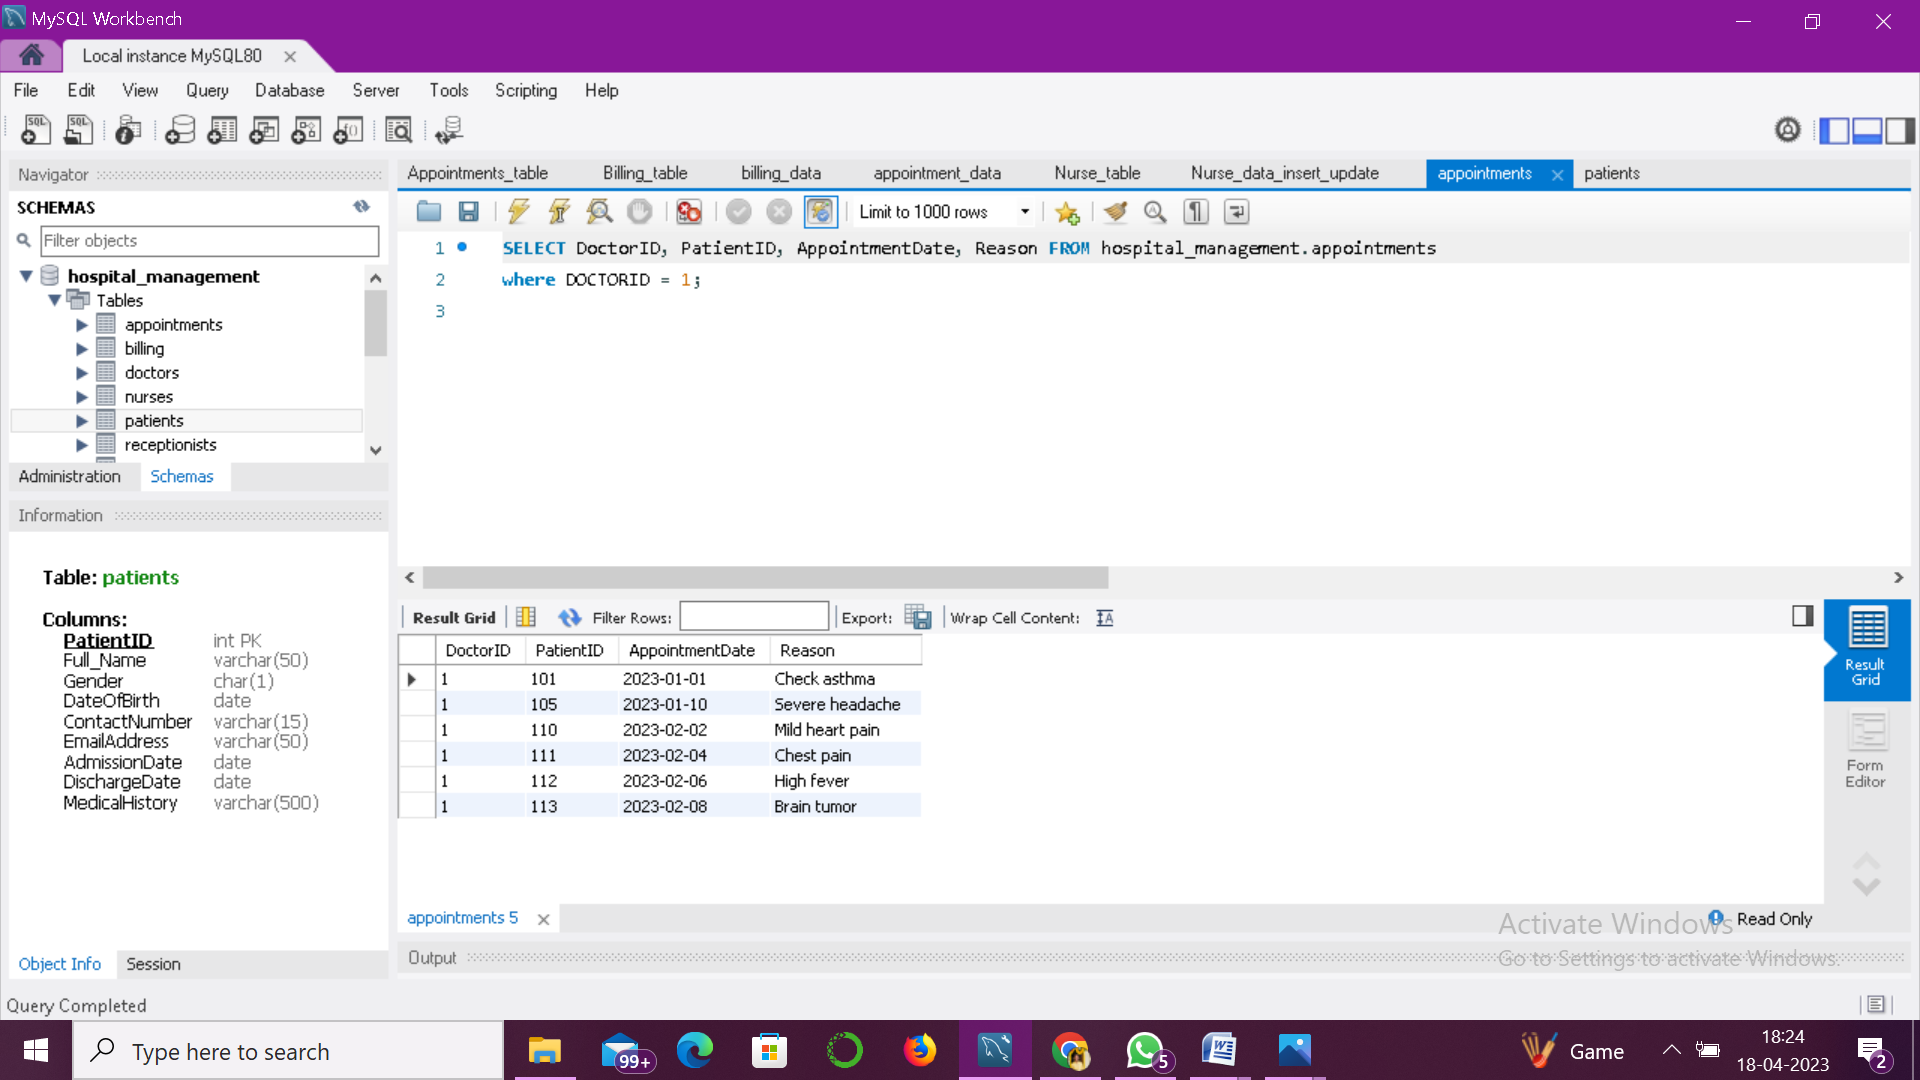 MySQL Workbench
Local instance MySQL80
File Edit View Query Database Server Tools Scripting Help
Navigator
SCHEMAS
Filter objects
hospital_management
Tables
appointments
billing
doctors
nurses
patients
receptionists
Administration Schemas
Information
Table: patients
Columns:
PatientID int PK
Full_Name varchar(50)
Gender char(1)
DateOfBirth date
ContactNumber varchar(15)
EmailAddress varchar(50)
AdmissionDate date
DischargeDate date
MedicalHistory varchar(500)
Object Info Session
Appointments_table Billing_table billing_data appointment_data Nurse_table Nurse_data_insert_update appointments patients
Limit to 1000 rows
1 SELECT DoctorID, PatientID, AppointmentDate, Reason FROM hospital_management.appointments
2 where DOCTORID = 1;
3
Result Grid Filter Rows: Export: Wrap Cell Content:
DoctorID PatientID AppointmentDate Reason
1 101 2023-01-01 Check asthma
1 105 2023-01-10 Severe headache
1 110 2023-02-02 Mild heart pain
1 111 2023-02-04 Chest pain
1 112 2023-02-06 High fever
1 113 2023-02-08 Brain tumor
Result
Grid
Form
Editor
appointments 5
Read Only
Activate Windows
Go to Settings to activate Windows.
Output
Query Completed
Type here to search
99+
5
Game
18:24
18-04-2023
2